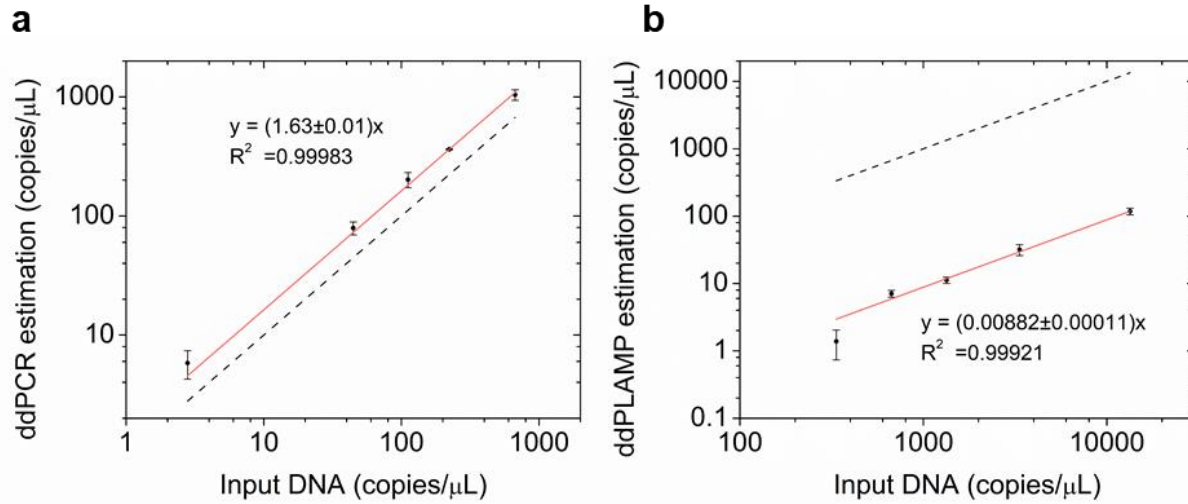 a
ddPCR estimation (copies/μL)
1000
100
10
y = (1.63±0.01)x
R² =0.99983
1 10 100 1000
Input DNA (copies/μL)
b
ddPLAMP estimation (copies/μL)
10000
1000
100
10
1
0.1
y = (0.00882±0.00011)x
R² =0.99921
100 1000 10000
Input DNA (copies/μL)